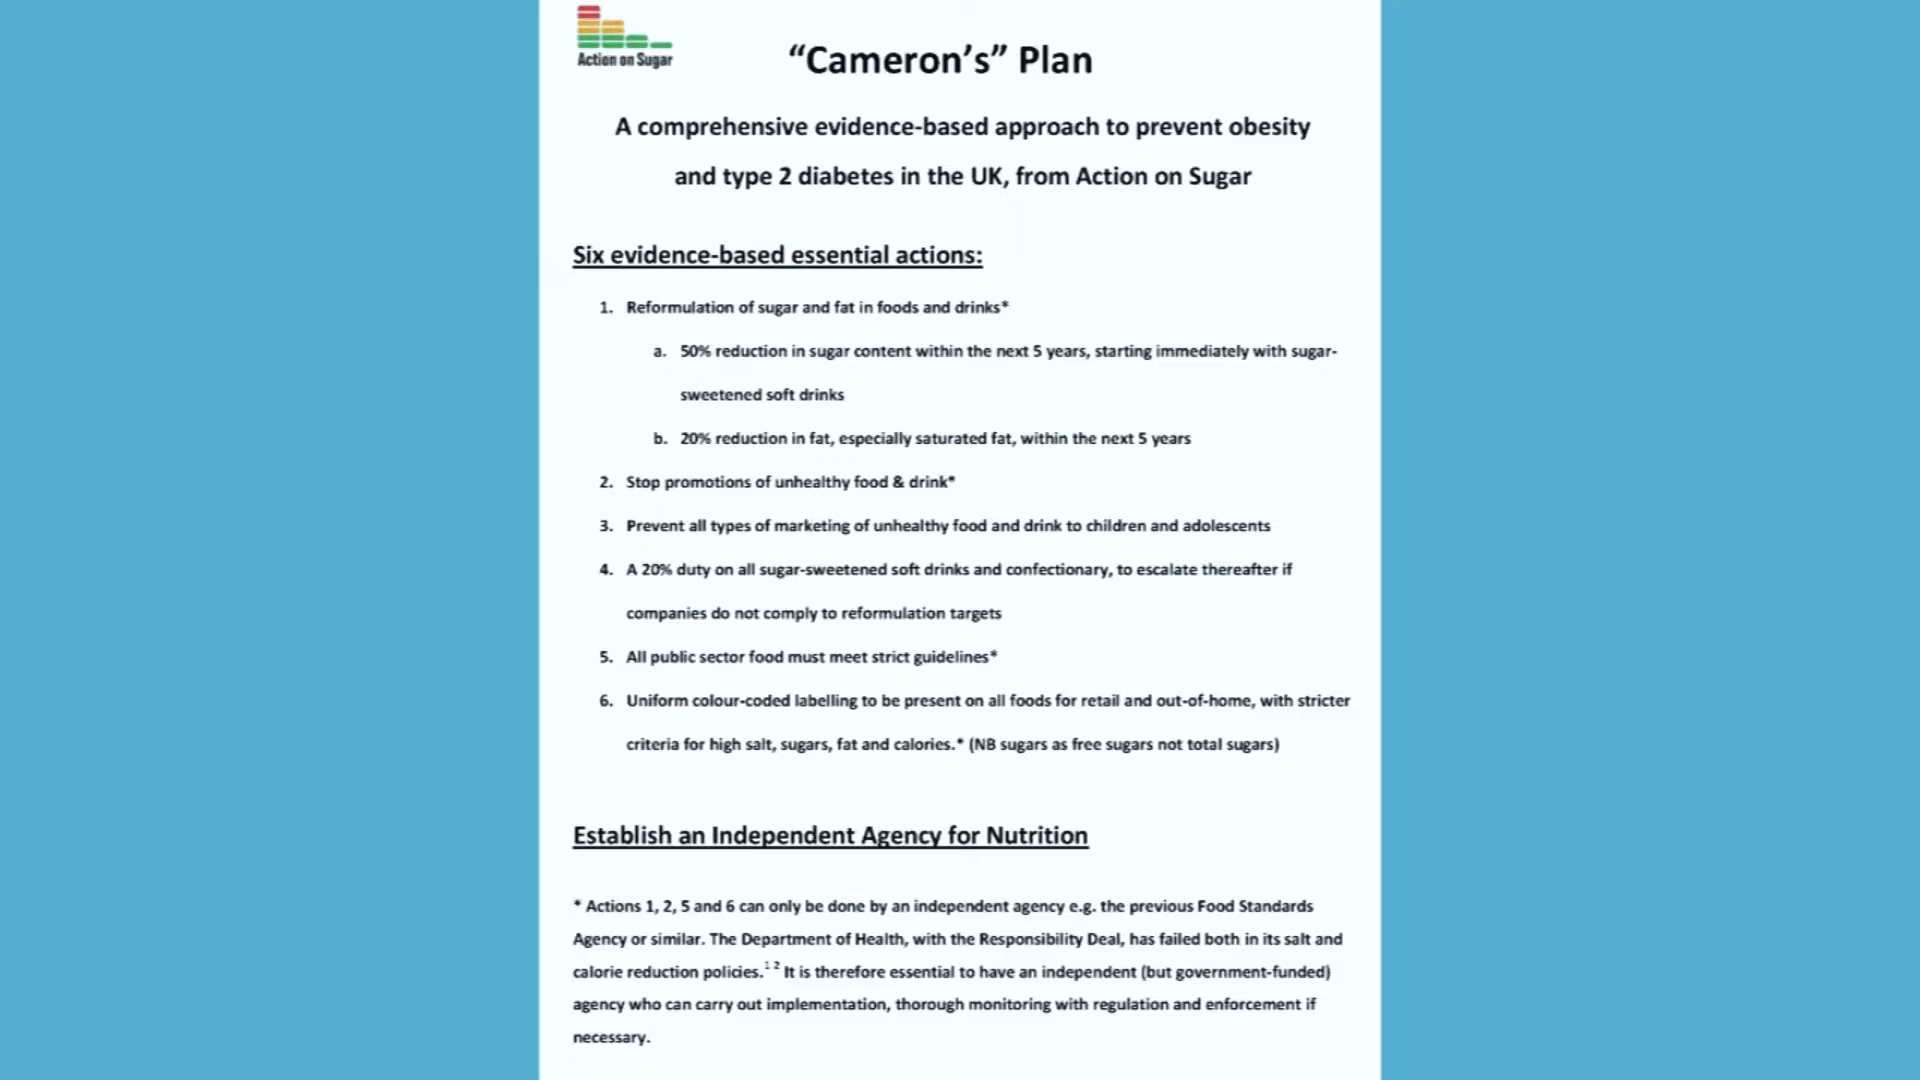 Action on Sugar
“Cameron’s” Plan
A comprehensive evidence-based approach to prevent obesity
and type 2 diabetes in the UK, from Action on Sugar
Six evidence-based essential actions:
1. Reformulation of sugar and fat in foods and drinks*
a. 50% reduction in sugar content within the next 5 years, starting immediately with sugar-
sweetened soft drinks
b. 20% reduction in fat, especially saturated fat, within the next 5 years
2. Stop promotions of unhealthy food & drink*
3. Prevent all types of marketing of unhealthy food and drink to children and adolescents
4. A 20% duty on all sugar-sweetened soft drinks and confectionary, to escalate thereafter if
companies do not comply to reformulation targets
5. All public sector food must meet strict guidelines*
6. Uniform colour-coded labelling to be present on all foods for retail and out-of-home, with stricter
criteria for high salt, sugars, fat and calories.* (NB sugars as free sugars not total sugars)
Establish an Independent Agency for Nutrition
* Actions 1, 2, 5 and 6 can only be done by an independent agency e.g. the previous Food Standards
Agency or similar. The Department of Health, with the Responsibility Deal, has failed both in its salt and
calorie reduction policies.¹ ² It is therefore essential to have an independent (but government-funded)
agency who can carry out implementation, thorough monitoring with regulation and enforcement if
necessary.